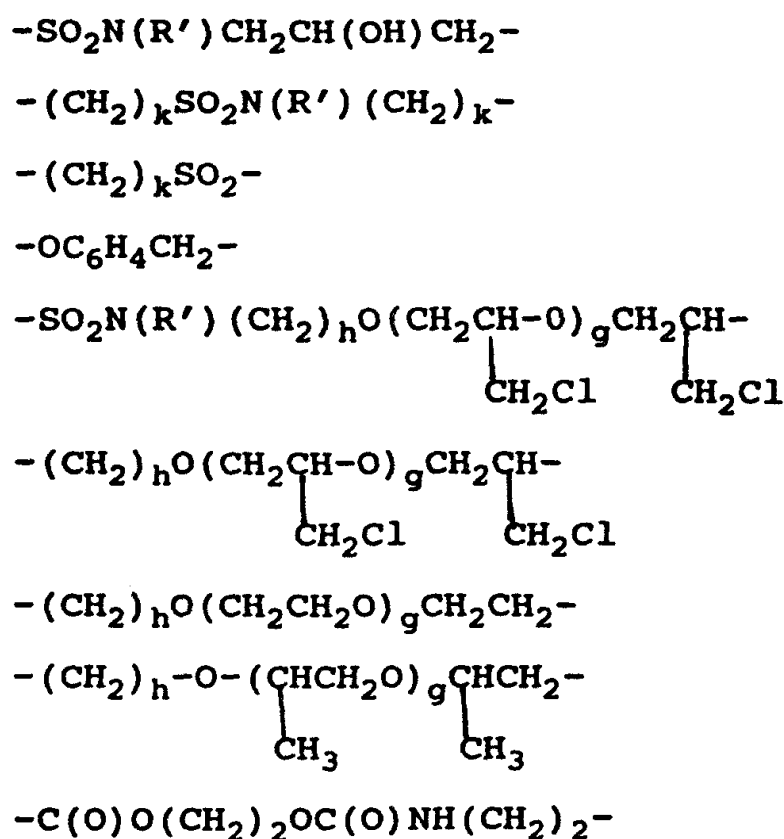 -SO₂N(R′)CH₂CH(OH)CH₂-
-(CH₂)ₖSO₂N(R′)(CH₂)ₖ-
-(CH₂)ₖSO₂-
-OC₆H₄CH₂-
-SO₂N(R′)(CH₂)ₕO(CH₂CH-O)gCH₂CH-
CH₂Cl CH₂Cl
-(CH₂)ₕO(CH₂CH-O)gCH₂CH-
CH₂Cl CH₂Cl
-(CH₂)ₕO(CH₂CH₂O)gCH₂CH₂-
-(CH₂)ₕ-O-(CHCH₂O)gCHCH₂-
CH₃ CH₃
-C(O)O(CH₂)₂OC(O)NH(CH₂)₂-